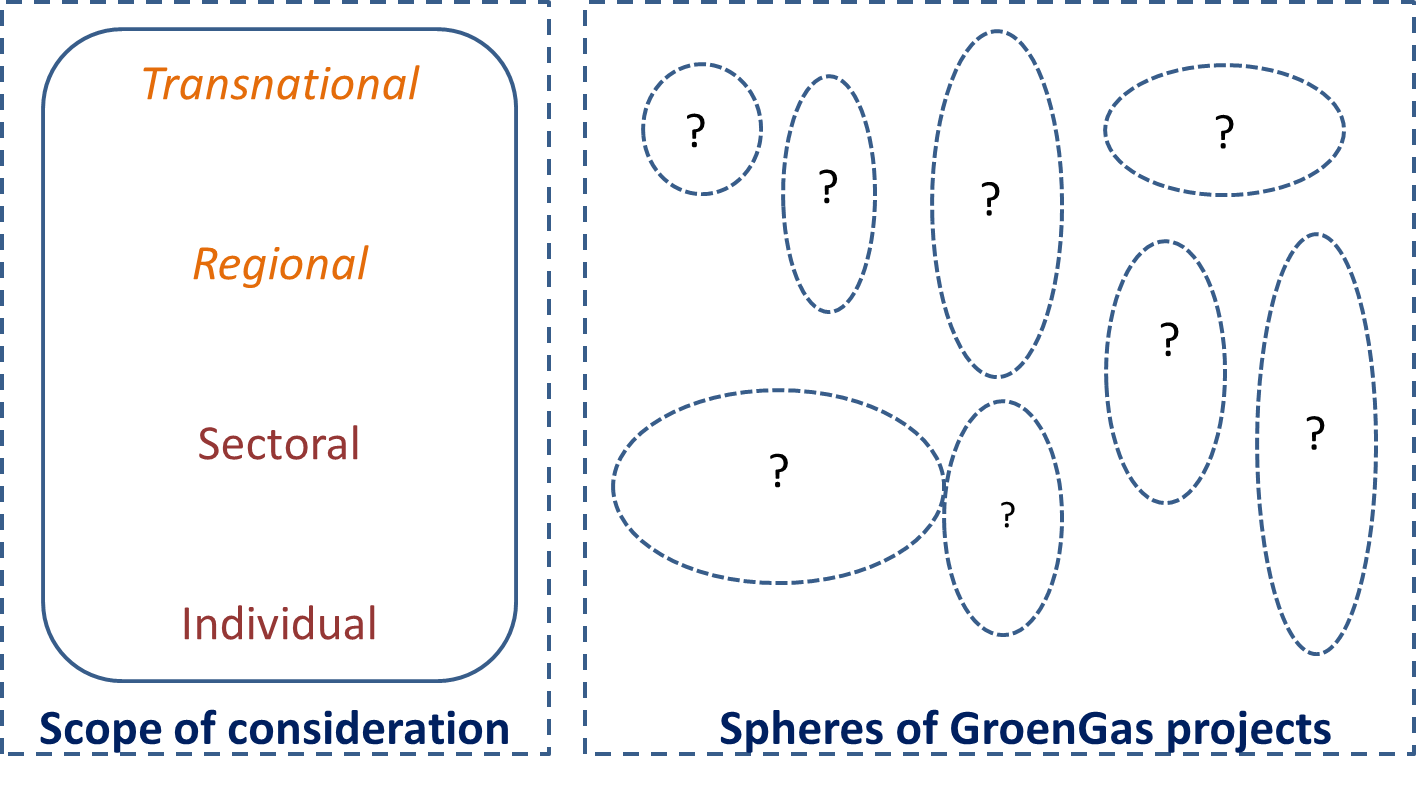 Transnational
Regional
Sectoral
Individual
Scope of consideration
?
?
?
?
?
?
?
?
Spheres of GroenGas projects